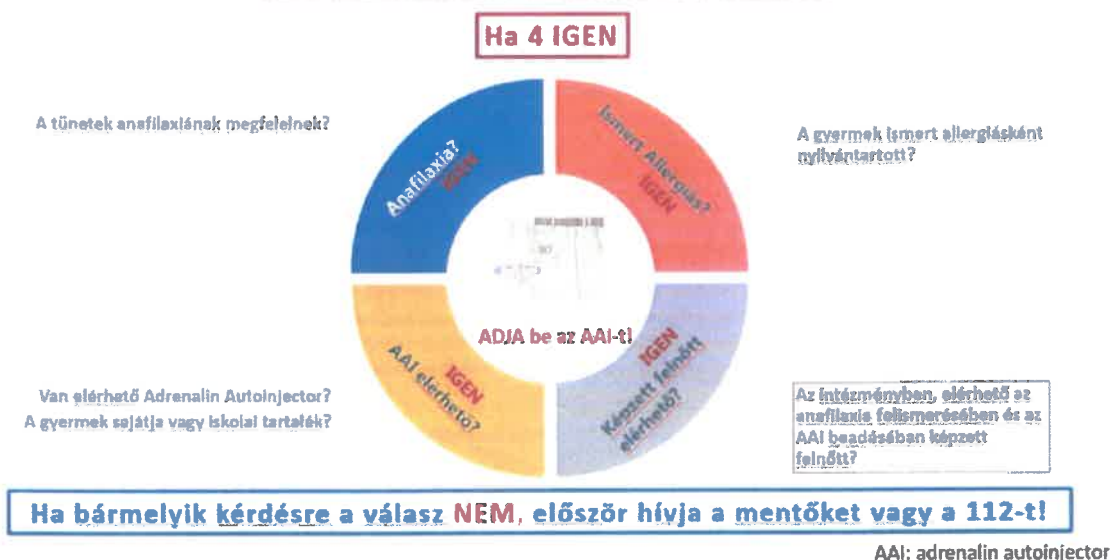 Ha 4 IGEN
A tünetek anafilaxiának megfelelnek?
Anafilaxia?
IGEN
Ismert Allergiás?
IGEN
A gyermek ismert allergiásként
nyilvántartott?
ADJA be az AAI-t!
IGEN
AAI elérhető?
IGEN
Képzett felnőtt
elérhető?
Van elérhető Adrenalin Autoinjector?
A gyermek sajátja vagy iskolai tartalék?
Az intézményben, elérhető az
anafilaxis felismerésében és az
AAI beadásában képzett
felnőtt?
Ha bármelyik kérdésre a válasz NEM, először hívja a mentőket vagy a 112-t!
AAI: adrenalin autoinjector